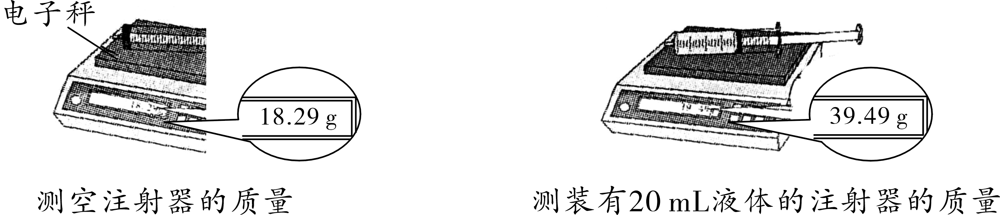 电子秤
18.29 g
39.49 g
测空注射器的质量
测装有20 mL液体的注射器的质量